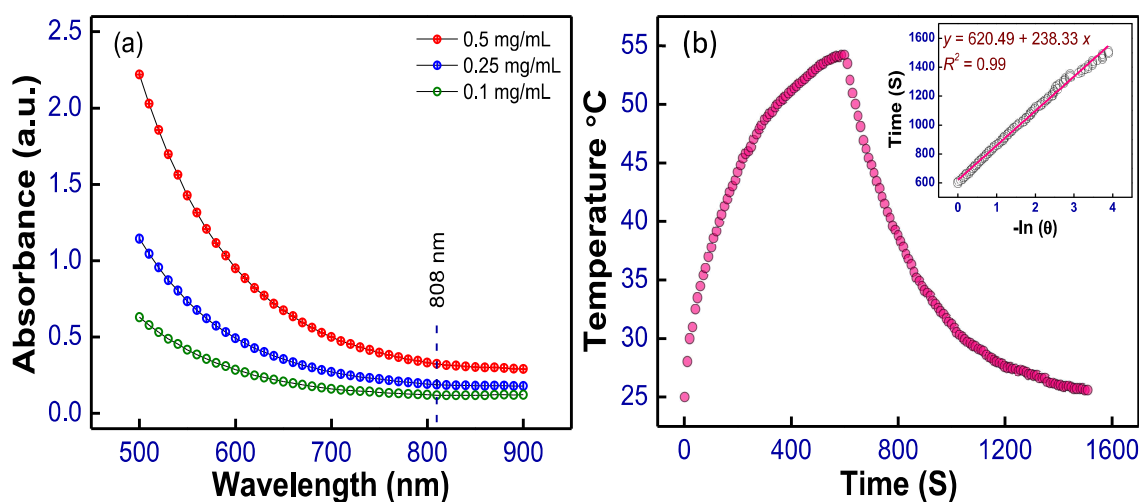 (a)
0.5 mg/mL
0.25 mg/mL
0.1 mg/mL
808 nm
Absorbance (a.u.)
2.5
2.0
1.5
1.0
0.5
0.0
500 600 700 800 900
Wavelength (nm)
(b)
Temperature °C
55
50
45
40
35
30
25
0 400 800 1200 1600
Time (S)
y = 620.49 + 238.33 x
R² = 0.99
Time (S)
1600
1400
1200
1000
800
600
0 1 2 3 4
-ln (θ)